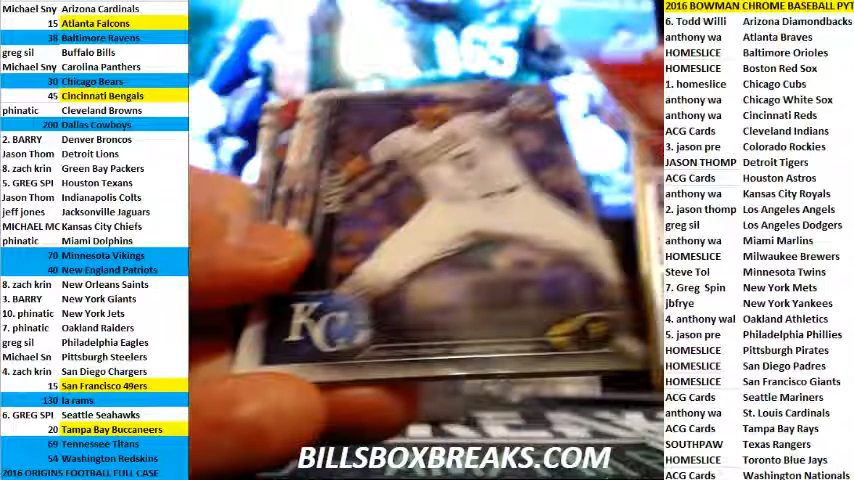 Michael Sny Arizona Cardinals
15 Atlanta Falcons
38 Baltimore Ravens
greg sil Buffalo Bills
Michael Sny Carolina Panthers
30 Chicago Bears
45 Cincinnati Bengals
phinatic Cleveland Browns
200 Dallas Cowboys
2. BARRY Denver Broncos
Jason Thom Detroit Lions
8. zach krin Green Bay Packers
5. GREG SPI Houston Texans
Jason Thom Indianapolis Colts
jeff jones Jacksonville Jaguars
MICHAEL MC Kansas City Chiefs
phinatic Miami Dolphins
70 Minnesota Vikings
40 New England Patriots
8. zach krin New Orleans Saints
3. BARRY New York Giants
10. phinatic New York Jets
7. phinatic Oakland Raiders
greg sil Philadelphia Eagles
Michael Sn Pittsburgh Steelers
4. zach krin San Diego Chargers
15 San Francisco 49ers
130 la rams
6. GREG SPI Seattle Seahawks
20 Tampa Bay Buccaneers
69 Tennessee Titans
54 Washington Redskins
2016 ORIGINS FOOTBALL FULL CASE
KC
BILLSBOXBREAKS.COM
2016 BOWMAN CHROME BASEBALL PYT
6. Todd Willi Arizona Diamondbacks
anthony wa Atlanta Braves
HOMESLICE Baltimore Orioles
HOMESLICE Boston Red Sox
1. homeslice Chicago Cubs
anthony wa Chicago White Sox
anthony wa Cincinnati Reds
ACG Cards Cleveland Indians
3. jason pre Colorado Rockies
JASON THOMP Detroit Tigers
ACG Cards Houston Astros
anthony wa Kansas City Royals
2. jason thomp Los Angeles Angels
greg sil Los Angeles Dodgers
anthony wa Miami Marlins
HOMESLICE Milwaukee Brewers
Steve Tol Minnesota Twins
7. Greg Spin New York Mets
jbfrye New York Yankees
4. anthony wal Oakland Athletics
5. jason pre Philadelphia Phillies
HOMESLICE Pittsburgh Pirates
HOMESLICE San Diego Padres
HOMESLICE San Francisco Giants
ACG Cards Seattle Mariners
anthony wa St. Louis Cardinals
ACG Cards Tampa Bay Rays
SOUTHPAW Texas Rangers
HOMESLICE Toronto Blue Jays
ACG Cards Washington Nationals